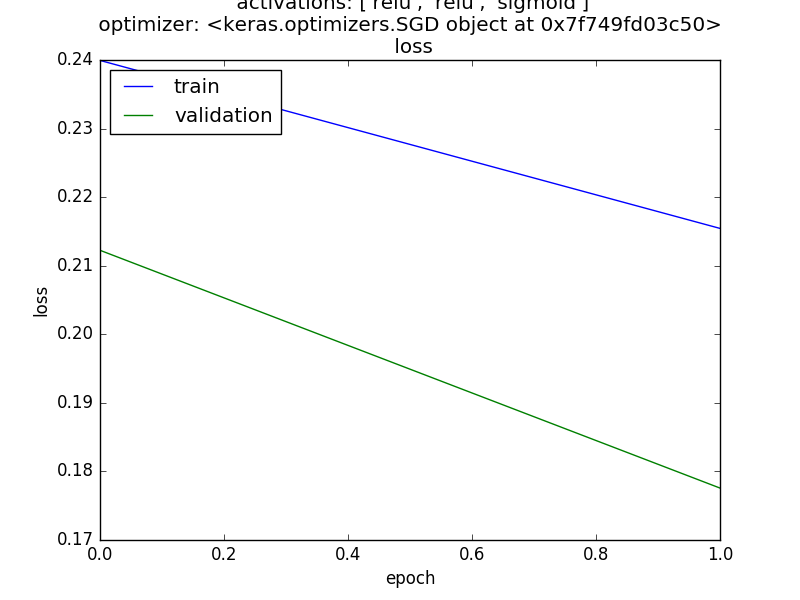 activations: ['relu', 'relu', 'sigmoid']
optimizer: <keras.optimizers.SGD object at 0x7f749fd03c50>
loss
0.24
train
validation
0.23
0.22
0.21
0.20
0.19
0.18
0.17
loss
0.0
0.2
0.4
0.6
0.8
1.0
epoch